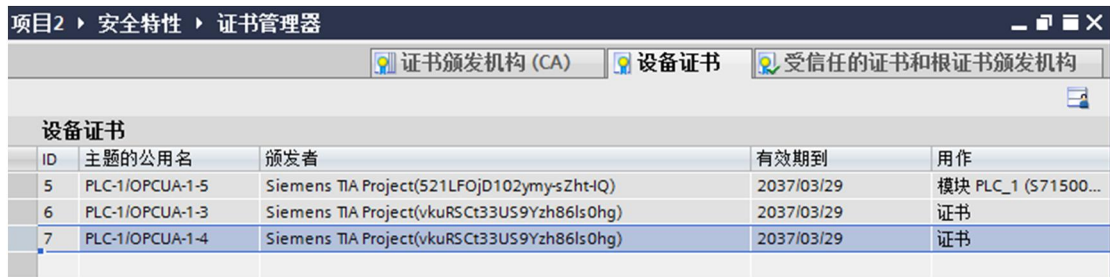 项目2 ▸ 安全特性 ▸ 证书管理器
证书颁发机构 (CA) 设备证书 受信任的证书和根证书颁发机构
设备证书
ID 主题的公用名 颁发者 有效期到 用作
5 PLC-1/OPCUA-1-5 Siemens TIA Project(521LFOjD102ymy-sZht-IQ) 2037/03/29 模块 PLC_1 (S71500...
6 PLC-1/OPCUA-1-3 Siemens TIA Project(vkuRSCt33US9Yzh86ls0hg) 2037/03/29 证书
7 PLC-1/OPCUA-1-4 Siemens TIA Project(vkuRSCt33US9Yzh86ls0hg) 2037/03/29 证书